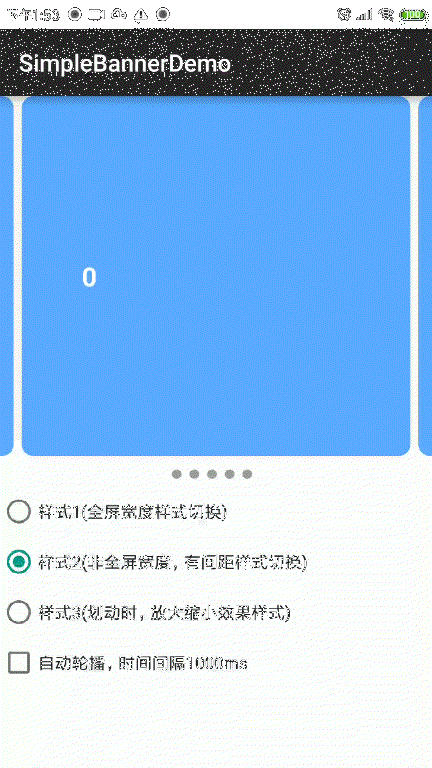 下午1:53
SimpleBannerDemo
0
样式1(全屏宽度样式切换)
样式2(非全屏宽度, 有间距样式切换)
样式3(划动时, 放大缩小效果样式)
自动轮播, 时间间隔1000ms